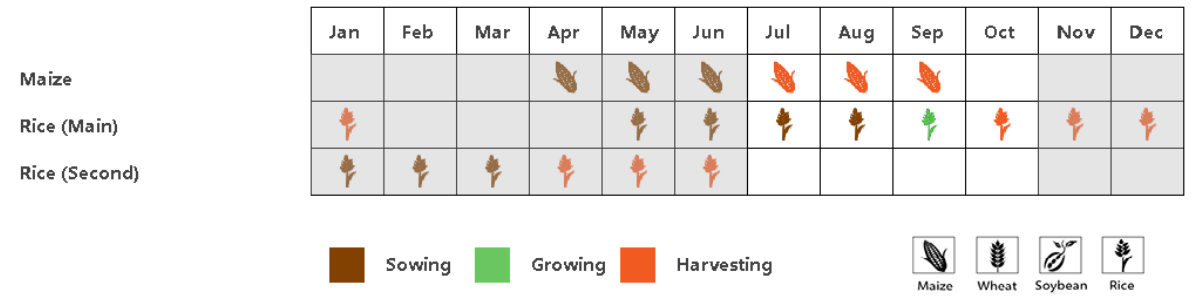 Jan Feb Mar Apr May Jun Jul Aug Sep Oct Nov Dec
Maize
Rice (Main)
Rice (Second)
Sowing Growing Harvesting
Maize Wheat Soybean Rice